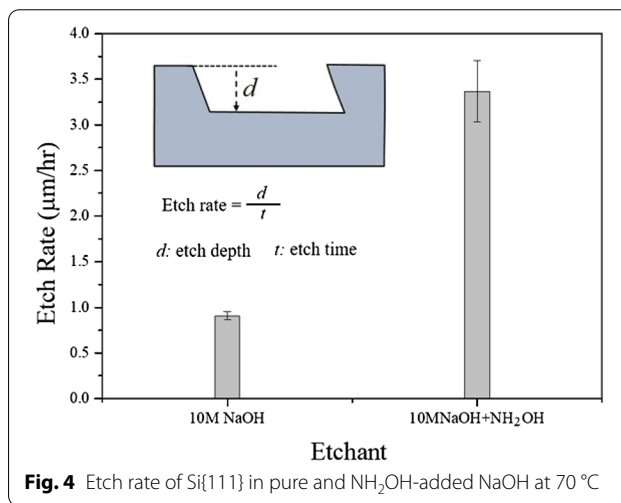 4.0
3.5
3.0
2.5
2.0
1.5
1.0
0.5
0.0
Etch Rate (μm/hr)
d
Etch rate = d/t
d: etch depth t: etch time
10M NaOH 10MNaOH+NH₂OH
Etchant
Fig. 4 Etch rate of Si{111} in pure and NH₂OH-added NaOH at 70 °C